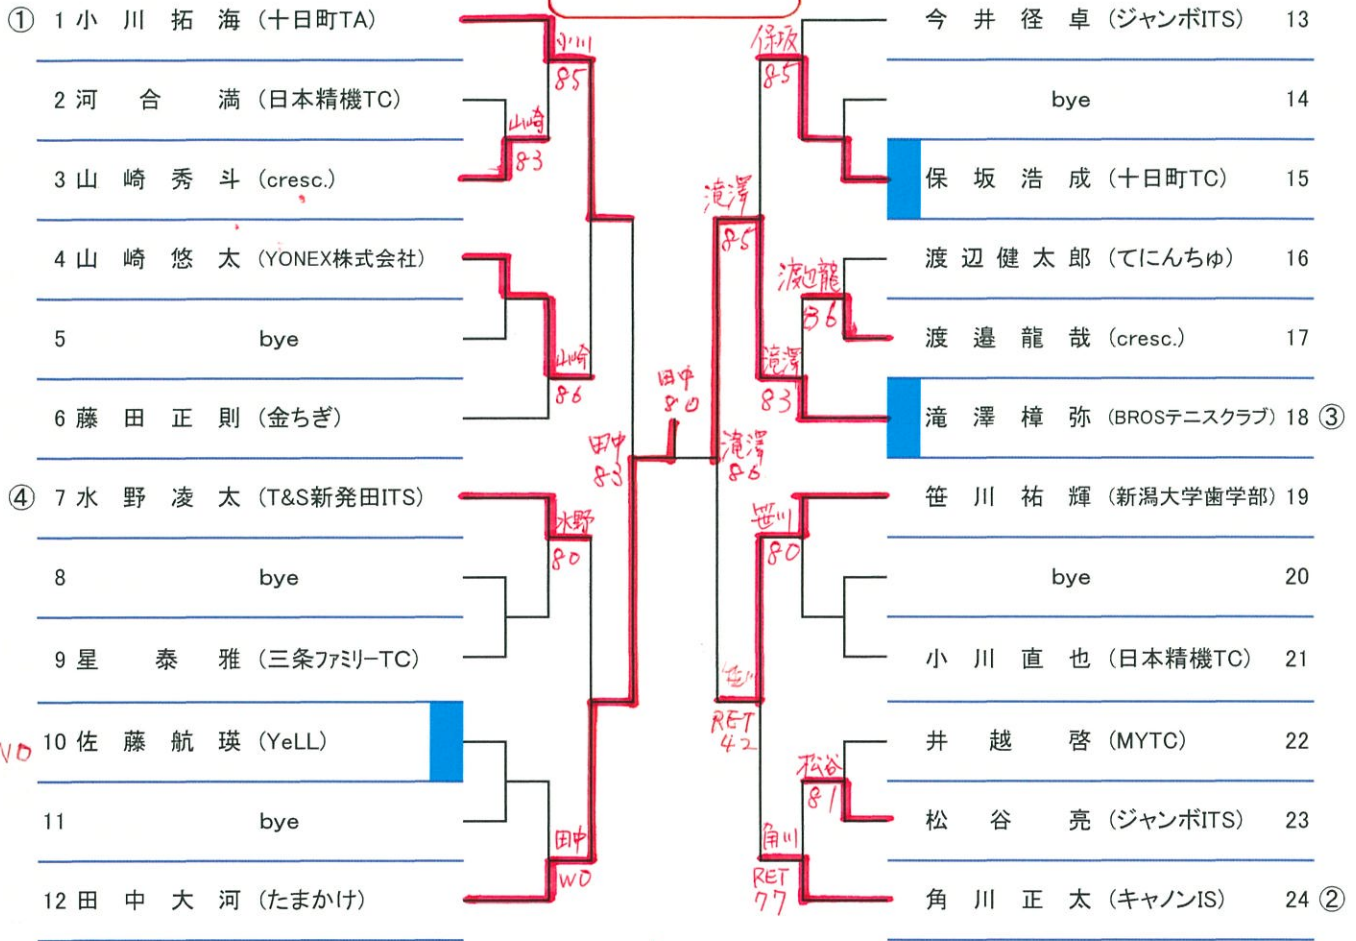 ① 1 小川拓海 (十日町TA)
小川
85
2 河合満 (日本精機TC)
山崎
83
3 山崎秀斗 (cresc.)
4 山崎悠太 (YONEX株式会社)
5 bye
山崎
86
6 藤田正則 (金ちぎ)
田中
83
④ 7 水野凌太 (T&S新発田ITS)
水野
80
8 bye
9 星泰雅 (三条ファミリーTC)
WO 10 佐藤航瑛 (YeLL)
11 bye
田中
WO
12 田中大河 (たまかけ)
田中
80
今井径卓 (ジャンボITS) 13
保坂
85
bye 14
保坂浩成 (十日町TC) 15
滝澤
85
渡辺健太郎 (てにんちゅ) 16
渡辺龍
86
渡邉龍哉 (cresc.) 17
滝澤
83
滝澤樟弥 (BROSテニスクラブ) 18 ③
滝澤
86
笹川祐輝 (新潟大学歯学部) 19
笹川
80
bye 20
小川直也 (日本精機TC) 21
笹川
RET
42
井越啓 (MYTC) 22
松谷
81
松谷亮 (ジャンボITS) 23
角川
RET
77
角川正太 (キャノンIS) 24 ②